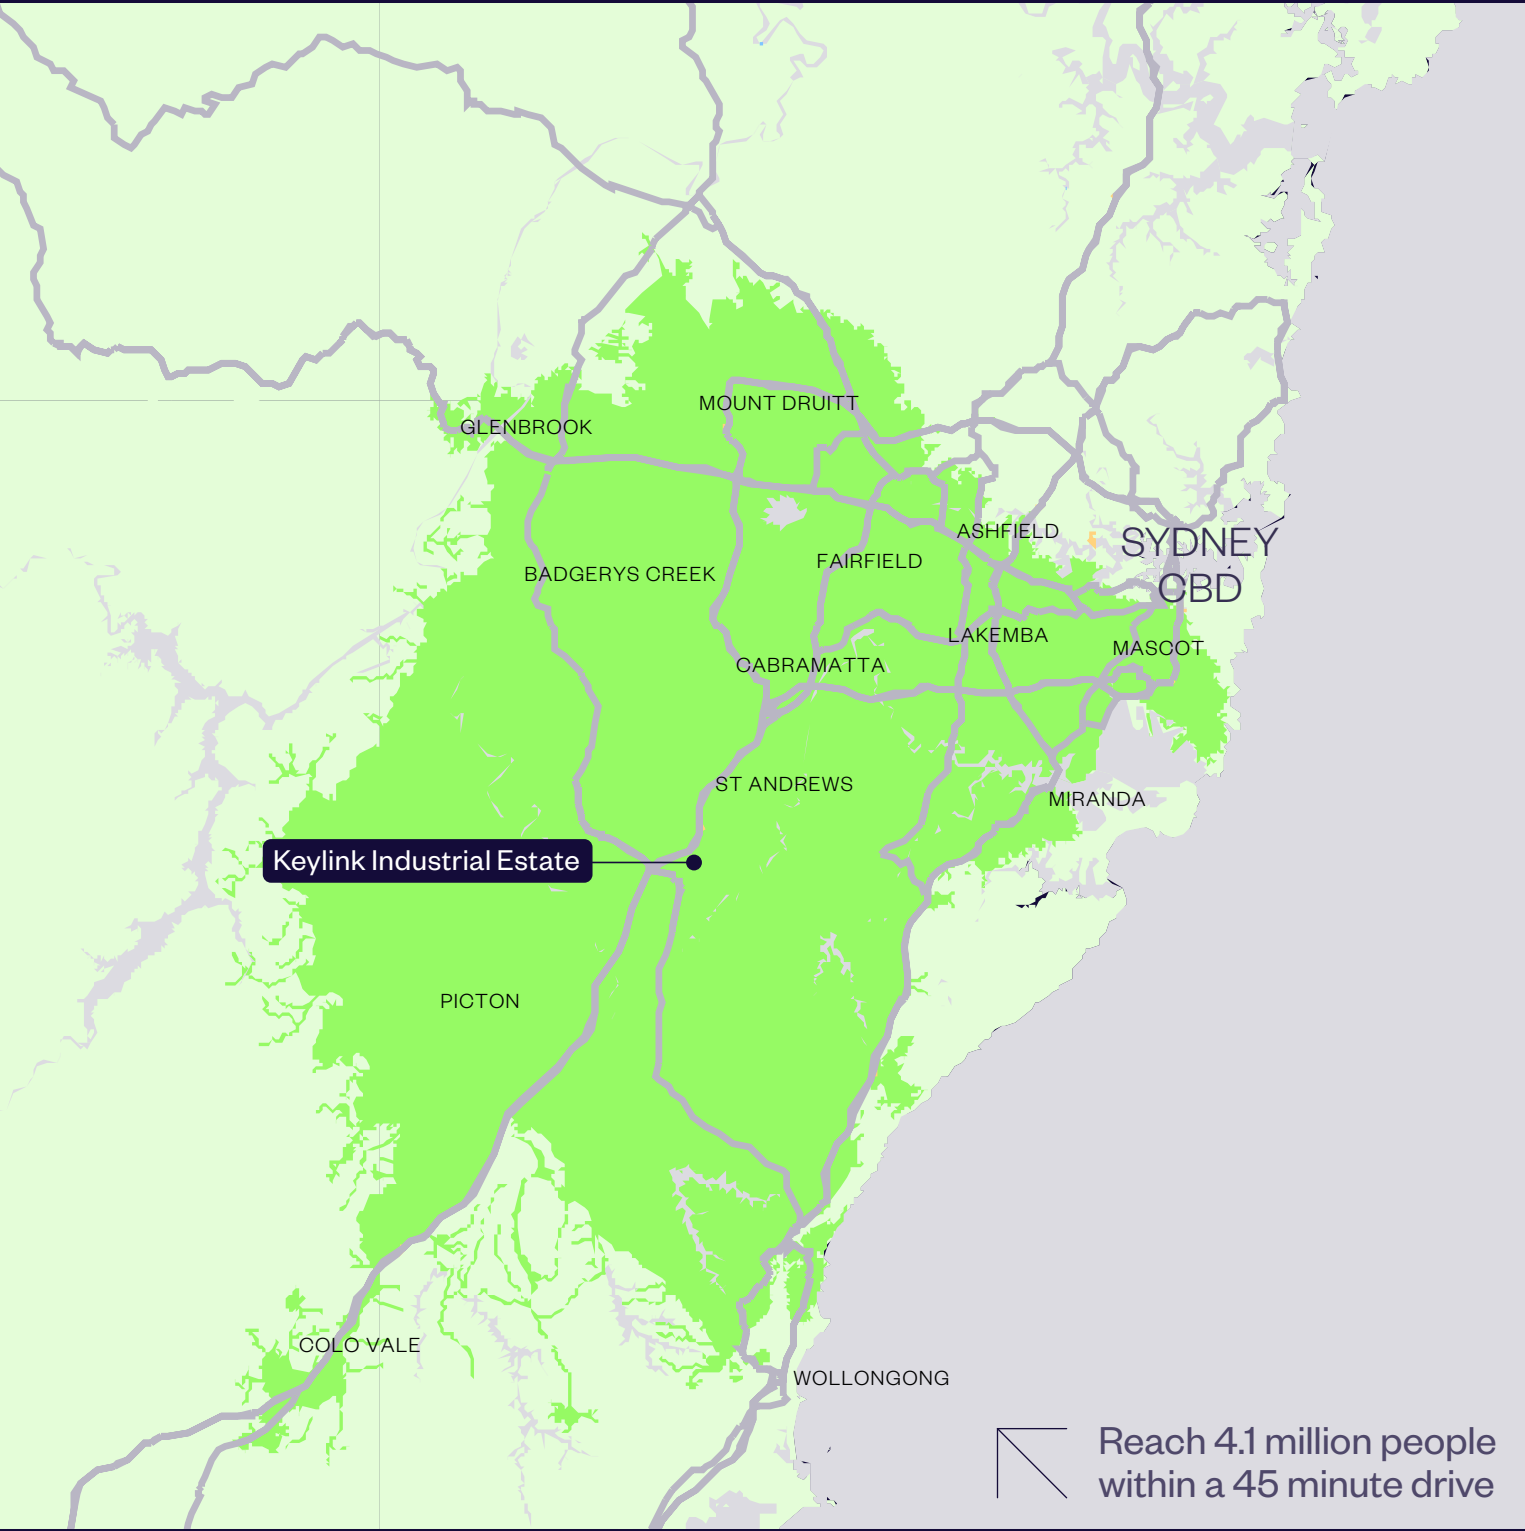 MOUNT DRUITT
GLENBROOK
ASHFIELD
SYDNEY
CBD
FAIRFIELD
BADGERYS CREEK
LAKEMBA
MASCOT
CABRAMATTA
ST ANDREWS
MIRANDA
Keylink Industrial Estate
PICTON
COLO VALE
WOLLONGONG
Reach 4.1 million people
within a 45 minute drive